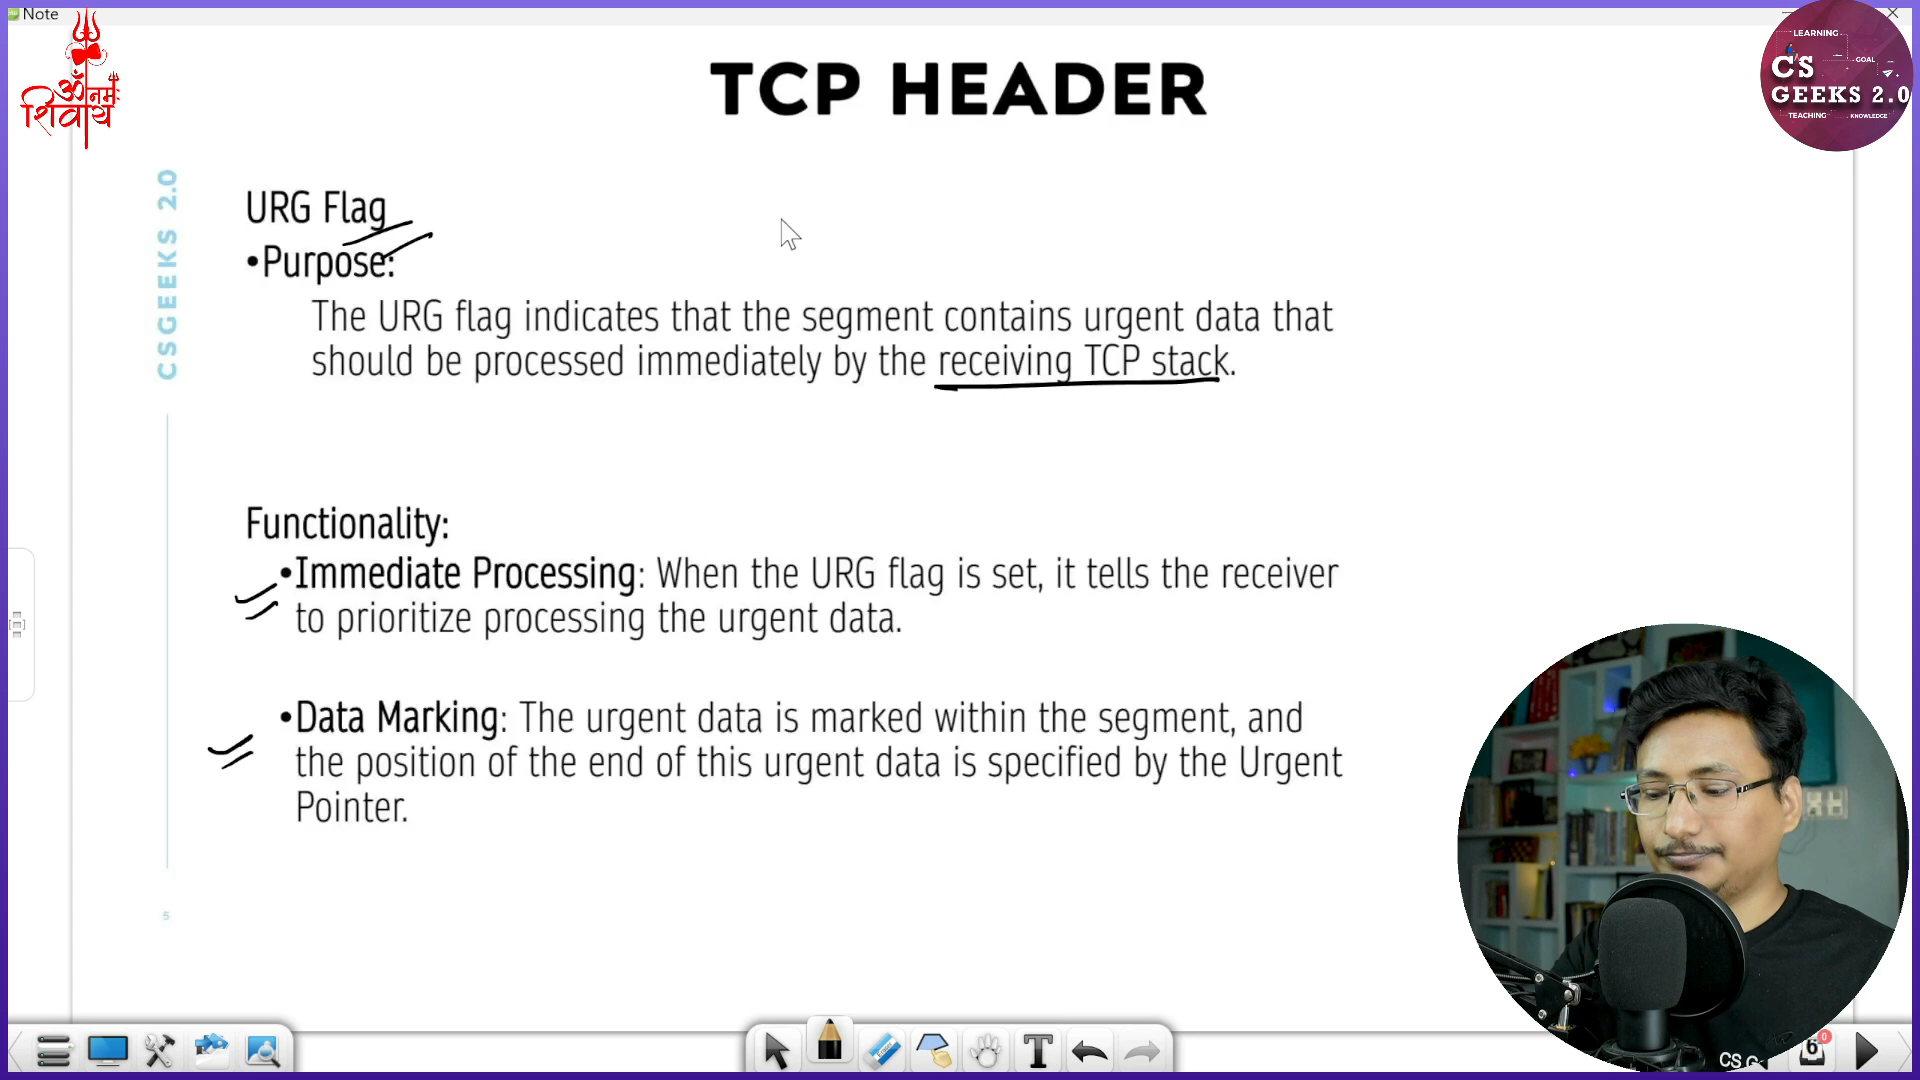 Note
TCP HEADER
ॐ नमः
शिवाय
LEARNING
GOAL
CS
GEEKS 2.0
TEACHING
KNOWLEDGE
CSGEEKS 2.0
URG Flag
•Purpose:
The URG flag indicates that the segment contains urgent data that
should be processed immediately by the receiving TCP stack.
Functionality:
•Immediate Processing: When the URG flag is set, it tells the receiver
to prioritize processing the urgent data.
•Data Marking: The urgent data is marked within the segment, and
the position of the end of this urgent data is specified by the Urgent
Pointer.
5
T
6
0
CS G